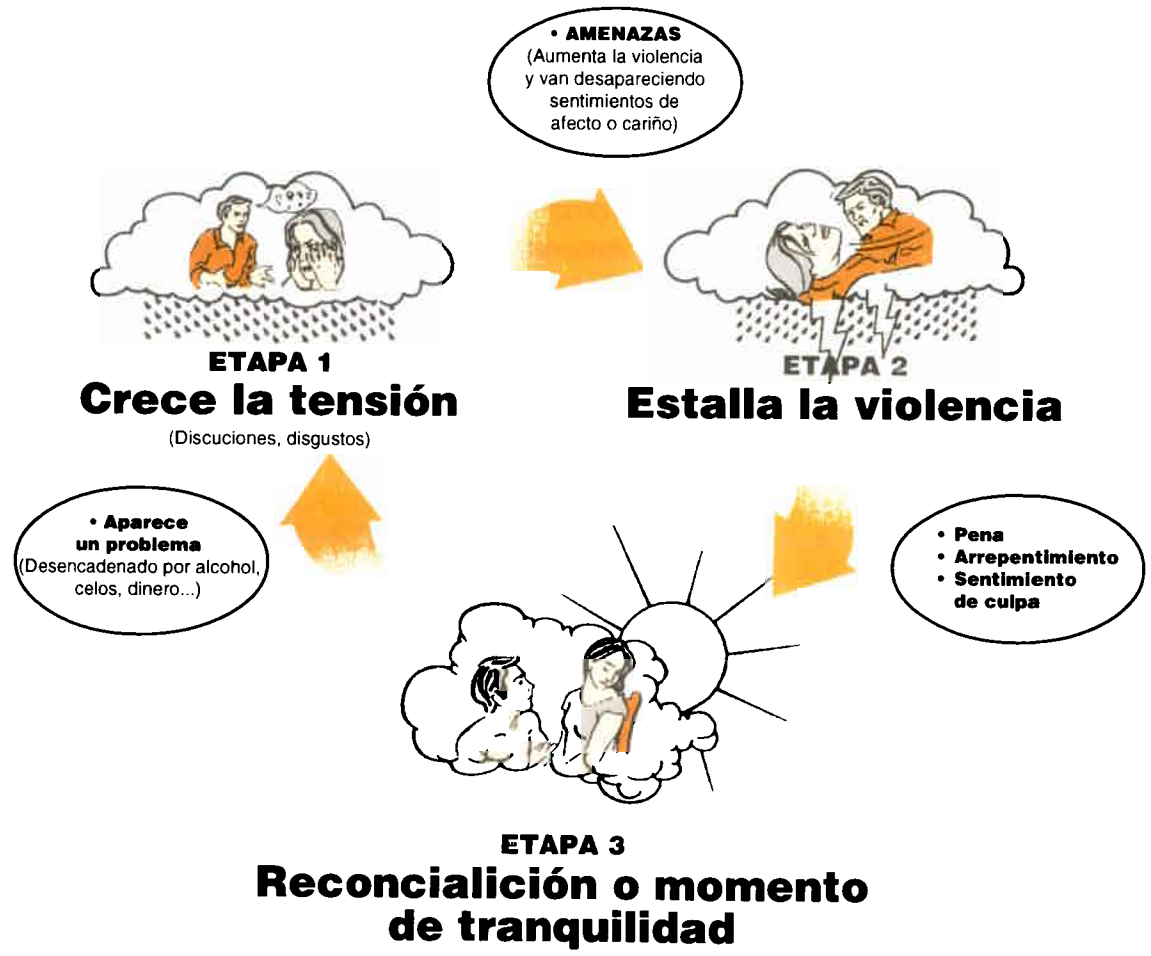 • AMENAZAS
(Aumenta la violencia
y van desapareciendo
sentimientos de
afecto o cariño)
ETAPA 1
Crece la tensión
(Discuciones, disgustos)
ETAPA 2
Estalla la violencia
• Aparece
un problema
(Desencadenado por alcohol,
celos, dinero...)
• Pena
• Arrepentimiento
• Sentimiento
de culpa
ETAPA 3
Reconcialición o momento
de tranquilidad